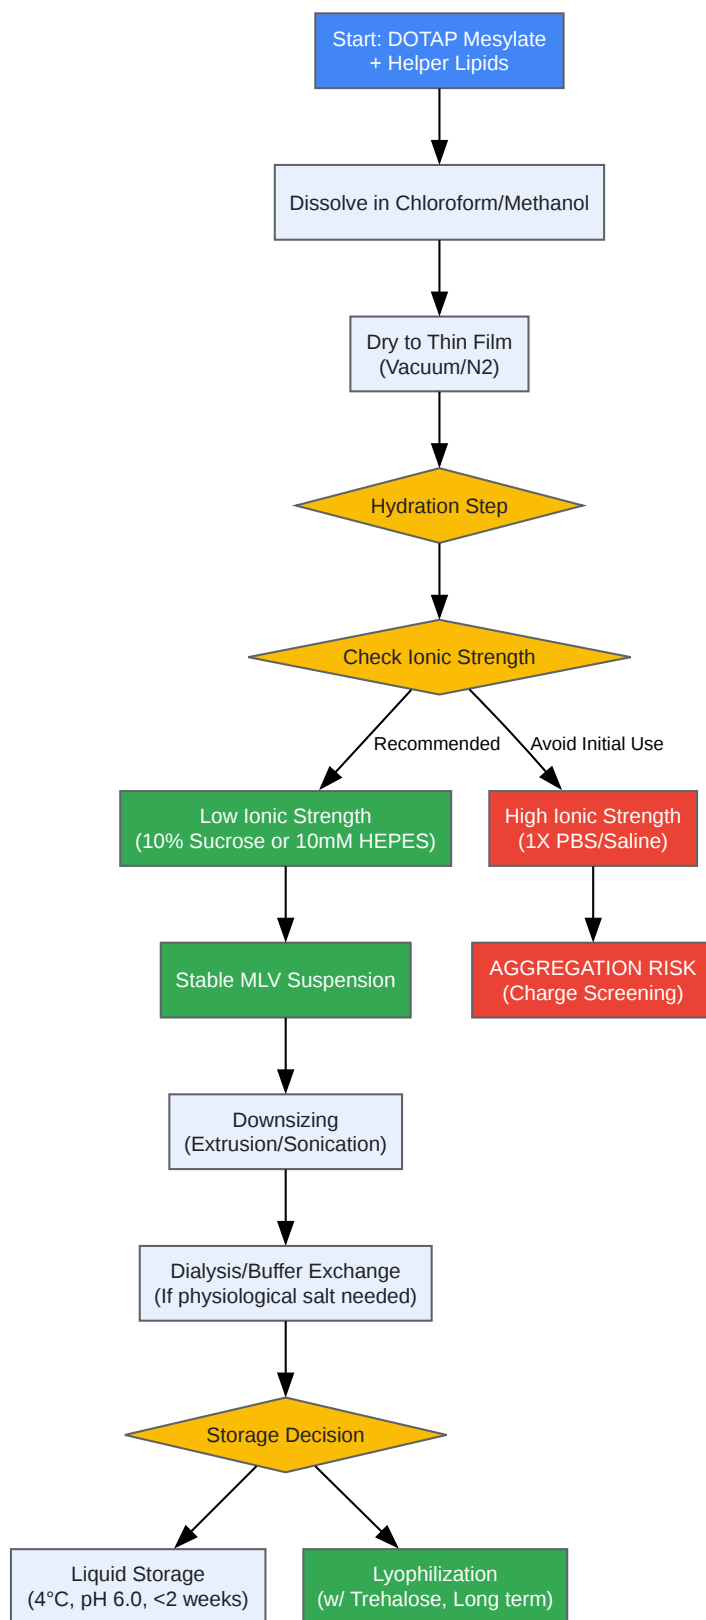 Start: DOTAP Mesylate
+ Helper Lipids
Dissolve in Chloroform/Methanol
Dry to Thin Film
(Vacuum/N2)
Hydration Step
Check Ionic Strength
Recommended
Avoid Initial Use
Low Ionic Strength
(10% Sucrose or 10mM HEPES)
High Ionic Strength
(1X PBS/Saline)
Stable MLV Suspension
AGGREGATION RISK
(Charge Screening)
Downsizing
(Extrusion/Sonication)
Dialysis/Buffer Exchange
(If physiological salt needed)
Storage Decision
Liquid Storage
(4°C, pH 6.0, <2 weeks)
Lyophilization
(w/ Trehalose, Long term)